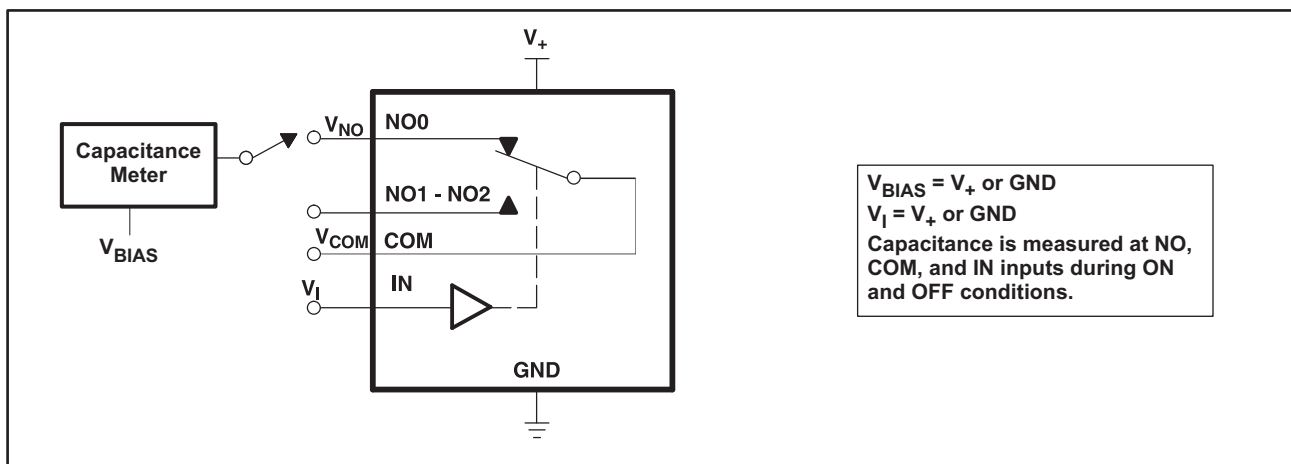 V+
Capacitance
Meter
VBIAS
VNO
NO0
NO1 - NO2
VCOM
COM
VI
IN
GND
VBIAS = V+ or GND
VI = V+ or GND
Capacitance is measured at NO,
COM, and IN inputs during ON
and OFF conditions.